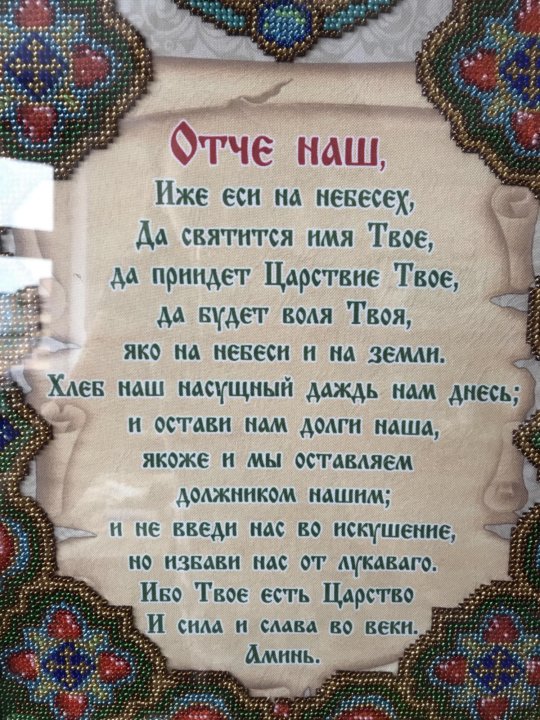 Отче наш,
Иже еси на небесех,
Да святится имя Твое,
да приидет Царствие Твое,
да будет воля Твоя,
яко на небеси и на земли.
Хлеб наш насущный даждь нам днесь;
и остави нам долги наша,
якоже и мы оставляем
должником нашим;
и не введи нас во искушение,
но избави нас от лукаваго.
Ибо Твое есть Царство
И сила и слава во веки.
Аминь.